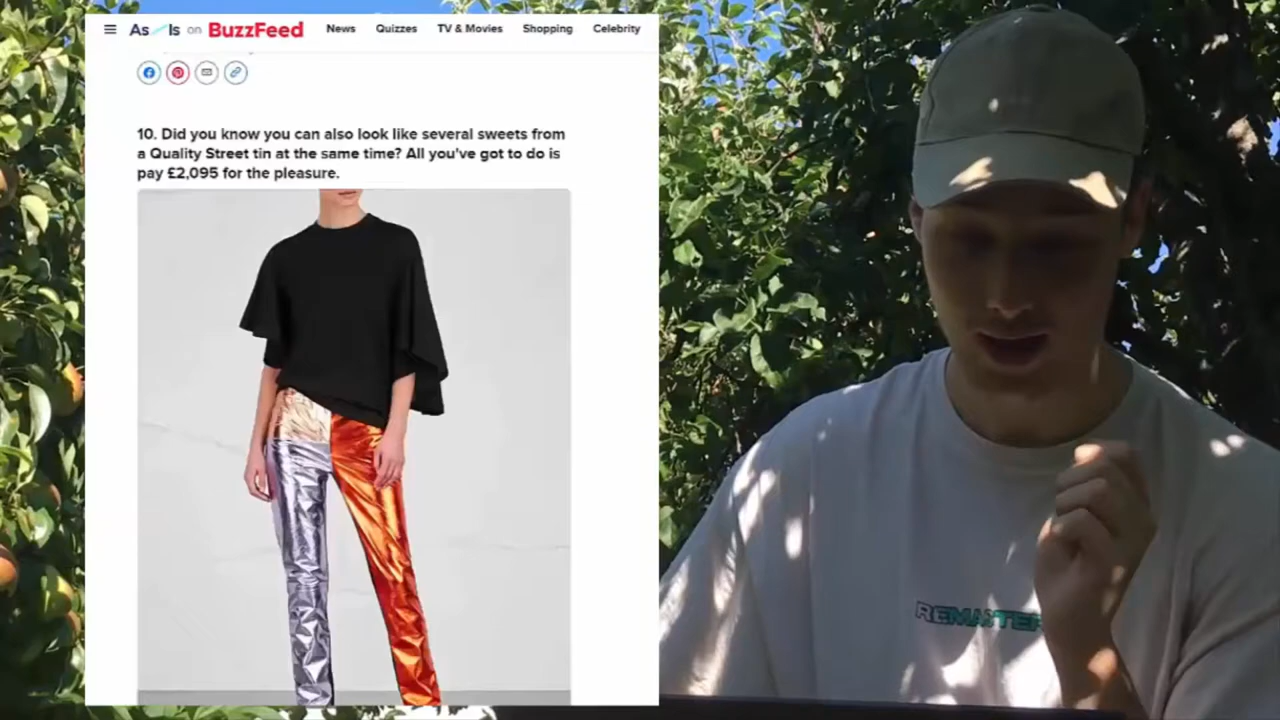 As/Is on BuzzFeed News Quizzes TV & Movies Shopping Celebrity
10. Did you know you can also look like several sweets from
a Quality Street tin at the same time? All you've got to do is
pay £2,095 for the pleasure.